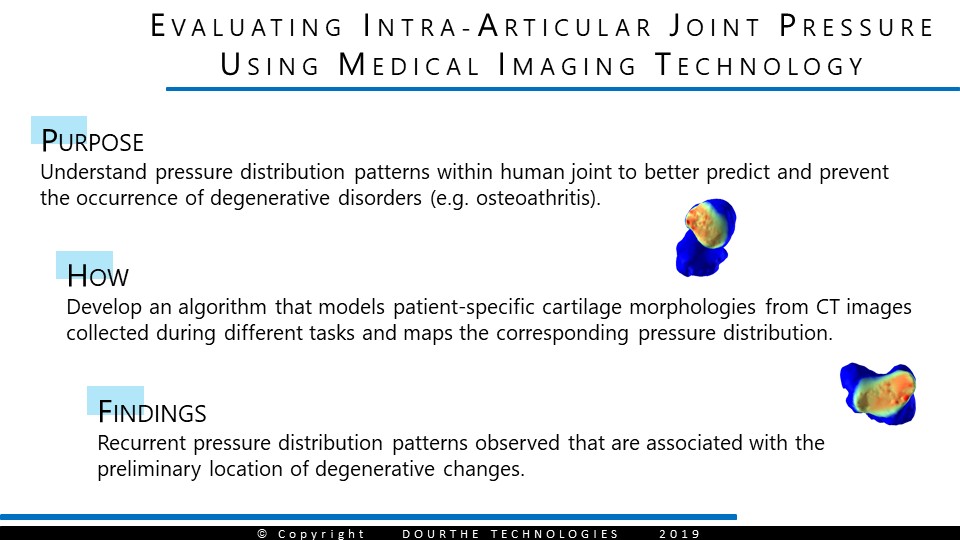 Evaluating Intra-Articular Joint Pressure
Using Medical Imaging Technology
Purpose
Understand pressure distribution patterns within human joint to better predict and prevent
the occurrence of degenerative disorders (e.g. osteoathritis).
How
Develop an algorithm that models patient-specific cartilage morphologies from CT images
collected during different tasks and maps the corresponding pressure distribution.
Findings
Recurrent pressure distribution patterns observed that are associated with the
preliminary location of degenerative changes.
© Copyright DOURTHE TECHNOLOGIES 2019